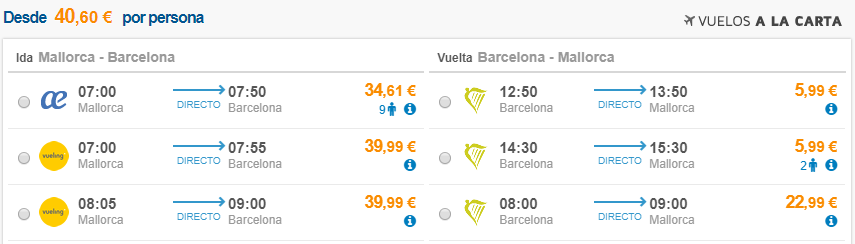 Desde 40,60 € por persona
VUELOS A LA CARTA
Ida Mallorca - Barcelona
07:00 07:50 34,61 €
Mallorca DIRECTO Barcelona 9
07:00 07:55 39,99 €
vueling
Mallorca DIRECTO Barcelona
08:05 09:00 39,99 €
vueling
Mallorca DIRECTO Barcelona
Vuelta Barcelona - Mallorca
12:50 13:50 5,99 €
Barcelona DIRECTO Mallorca
14:30 15:30 5,99 €
Barcelona DIRECTO Mallorca 2
08:00 09:00 22,99 €
Barcelona DIRECTO Mallorca